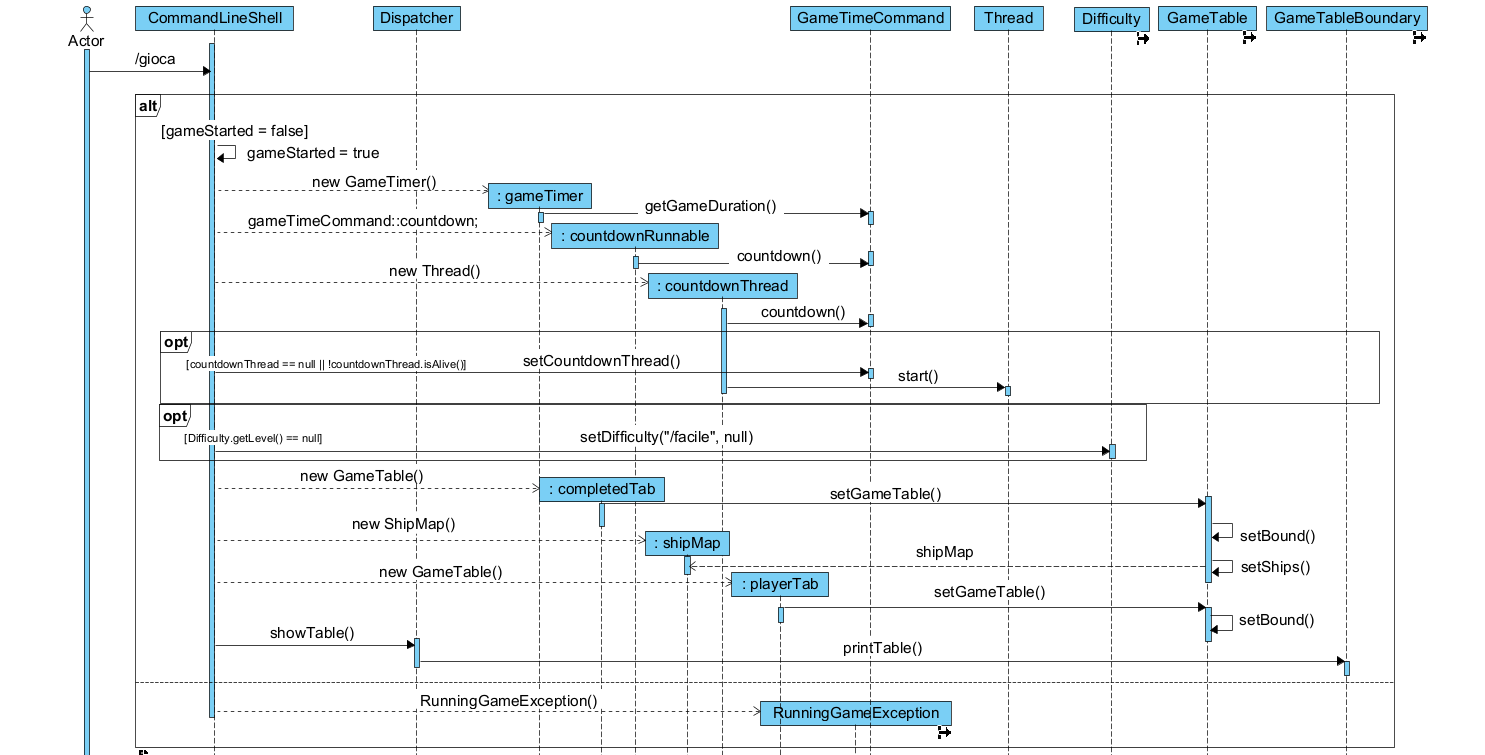 CommandLineShell
Dispatcher
GameTimeCommand
Thread
Difficulty
GameTable
GameTableBoundary
Actor
/gioca
alt
[gameStarted = false]
gameStarted = true
new GameTimer()
: gameTimer
getGameDuration()
gameTimeCommand::countdown;
: countdownRunnable
countdown()
new Thread()
: countdownThread
countdown()
opt
[countdownThread == null || !countdownThread.isAlive()]
setCountdownThread()
start()
opt
[Difficulty.getLevel() == null]
setDifficulty("/facile", null)
new GameTable()
: completedTab
setGameTable()
new ShipMap()
: shipMap
setBound()
shipMap
setShips()
new GameTable()
: playerTab
setGameTable()
setBound()
showTable()
printTable()
RunningGameException()
RunningGameException